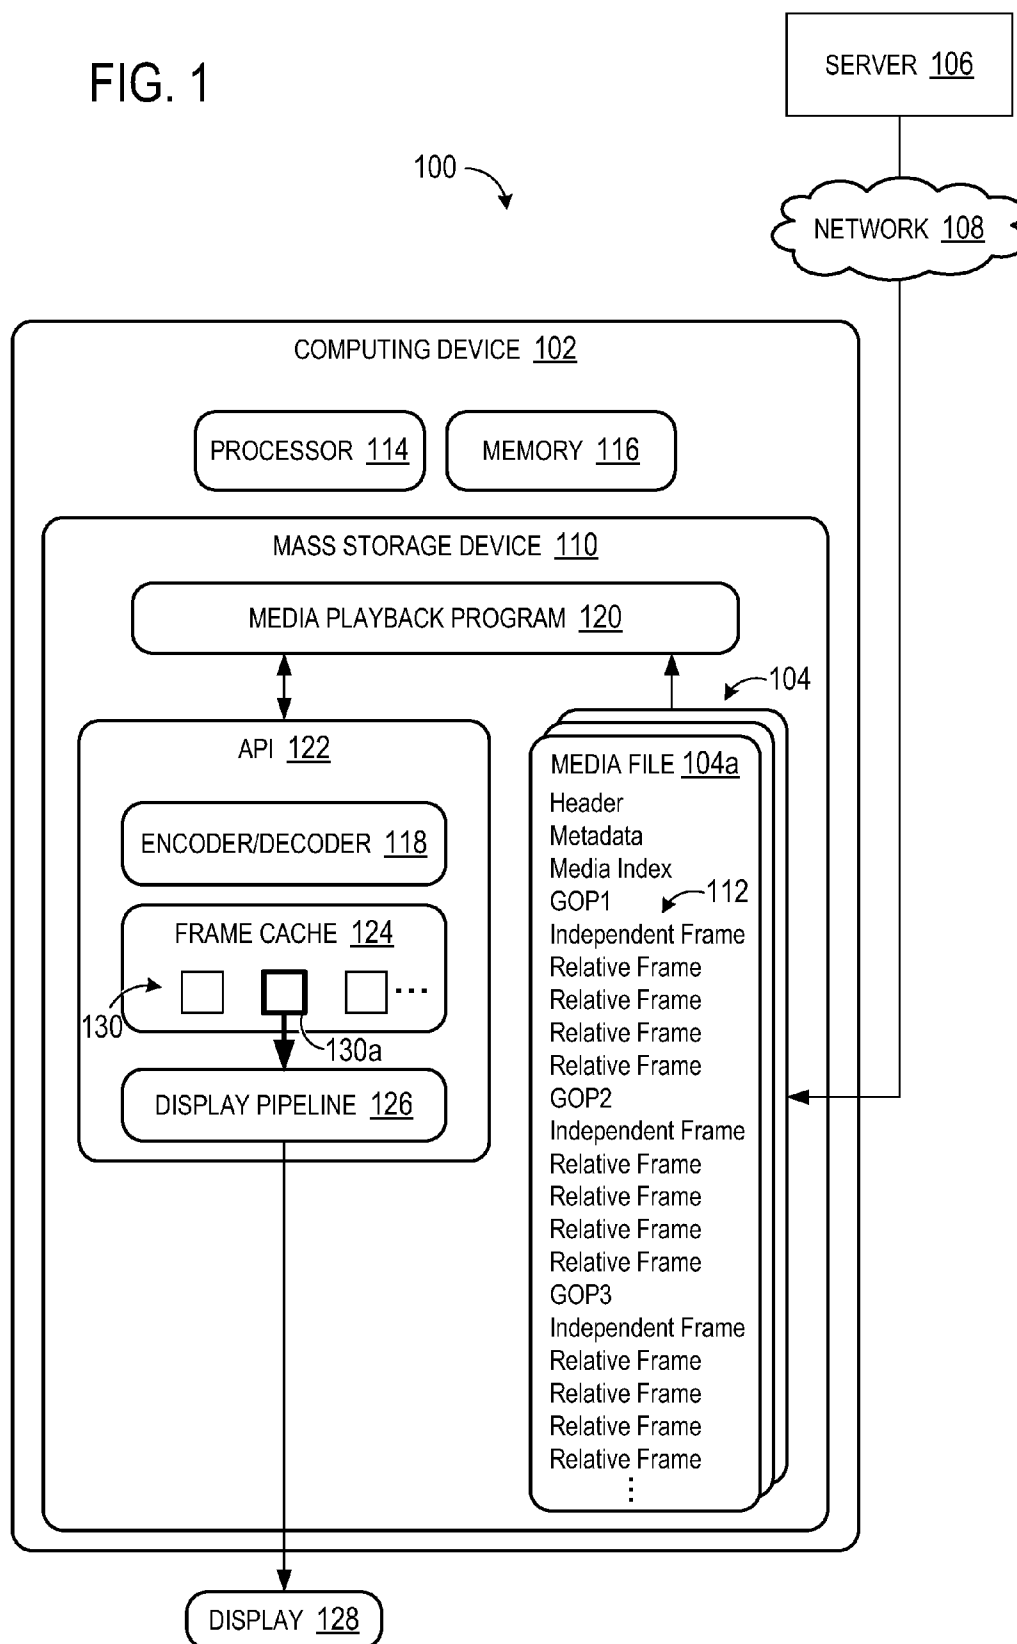 FIG. 1
SERVER 106
100
NETWORK 108
COMPUTING DEVICE 102
PROCESSOR 114
MEMORY 116
MASS STORAGE DEVICE 110
MEDIA PLAYBACK PROGRAM 120
104
API 122
ENCODER/DECODER 118
FRAME CACHE 124
...
130
130a
DISPLAY PIPELINE 126
MEDIA FILE 104a
Header
Metadata
Media Index
GOP1
112
Independent Frame
Relative Frame
Relative Frame
Relative Frame
Relative Frame
GOP2
Independent Frame
Relative Frame
Relative Frame
Relative Frame
Relative Frame
GOP3
Independent Frame
Relative Frame
Relative Frame
Relative Frame
Relative Frame
⋮
DISPLAY 128